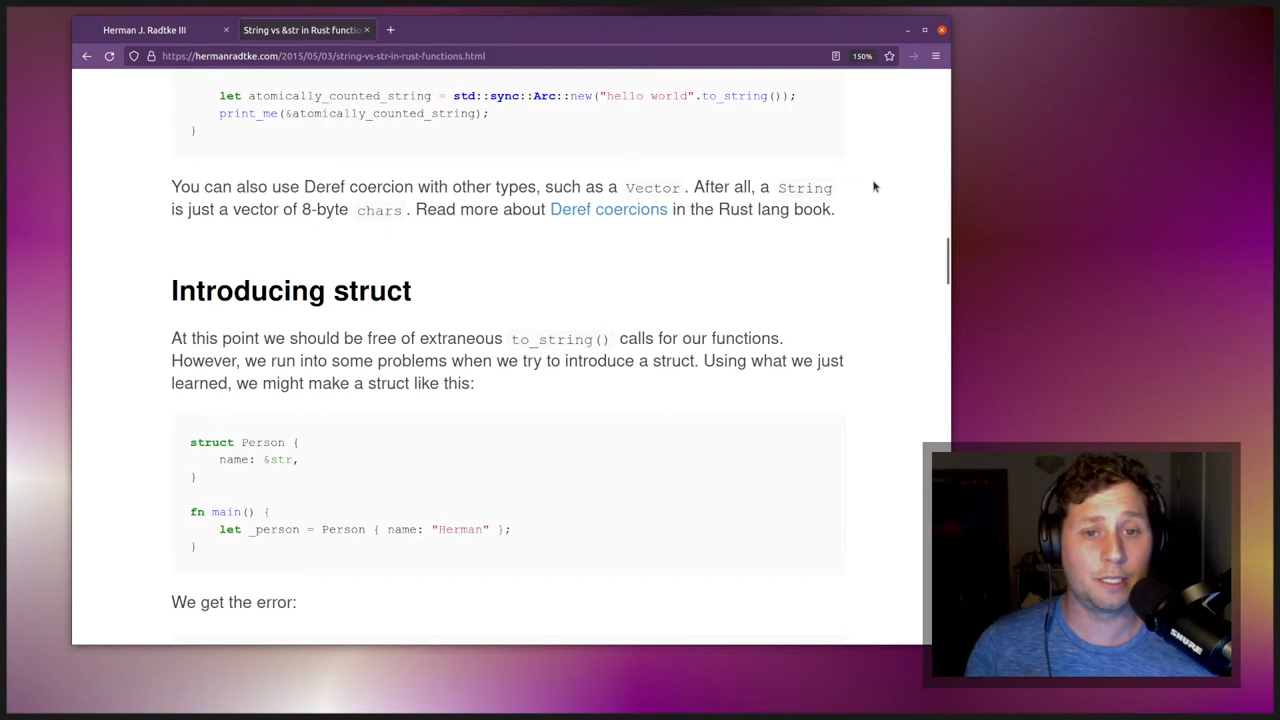 Herman J. Radtke III
String vs &str in Rust functio
https://hermanradtke.com/2015/05/03/string-vs-str-in-rust-functions.html
150%
let atomically_counted_string = std::sync::Arc::new("hello world".to_string());
print_me(&atomically_counted_string);
}
You can also use Deref coercion with other types, such as a Vector. After all, a String
is just a vector of 8-byte chars. Read more about Deref coercions in the Rust lang book.
Introducing struct
At this point we should be free of extraneous to_string() calls for our functions.
However, we run into some problems when we try to introduce a struct. Using what we just
learned, we might make a struct like this:
struct Person {
name: &str,
}
fn main() {
let _person = Person { name: "Herman" };
}
We get the error:
SHURE